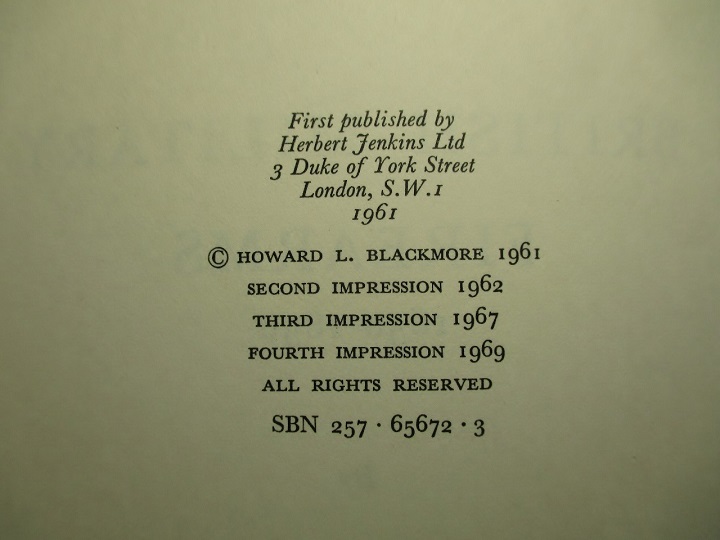 First published by
Herbert Jenkins Ltd
3 Duke of York Street
London, S.W.1
1961
© HOWARD L. BLACKMORE 1961
SECOND IMPRESSION 1962
THIRD IMPRESSION 1967
FOURTH IMPRESSION 1969
ALL RIGHTS RESERVED
SBN 257 · 65672 · 3